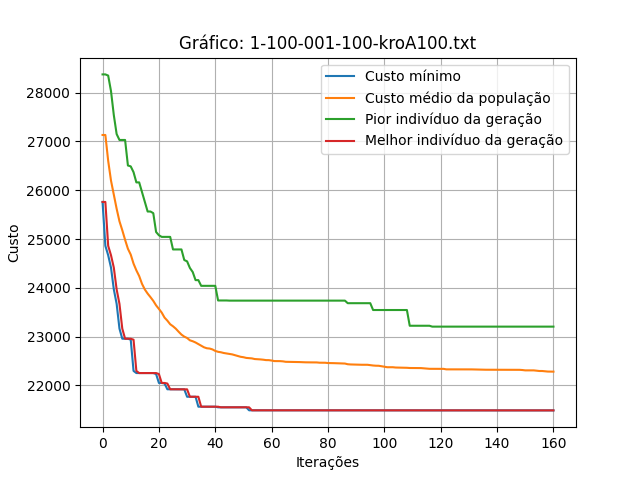 Gráfico: 1-100-001-100-kroA100.txt
Custo mínimo
Custo médio da população
Pior indivíduo da geração
Melhor indivíduo da geração
Custo
28000
27000
26000
25000
24000
23000
22000
0 20 40 60 80 100 120 140 160
Iterações